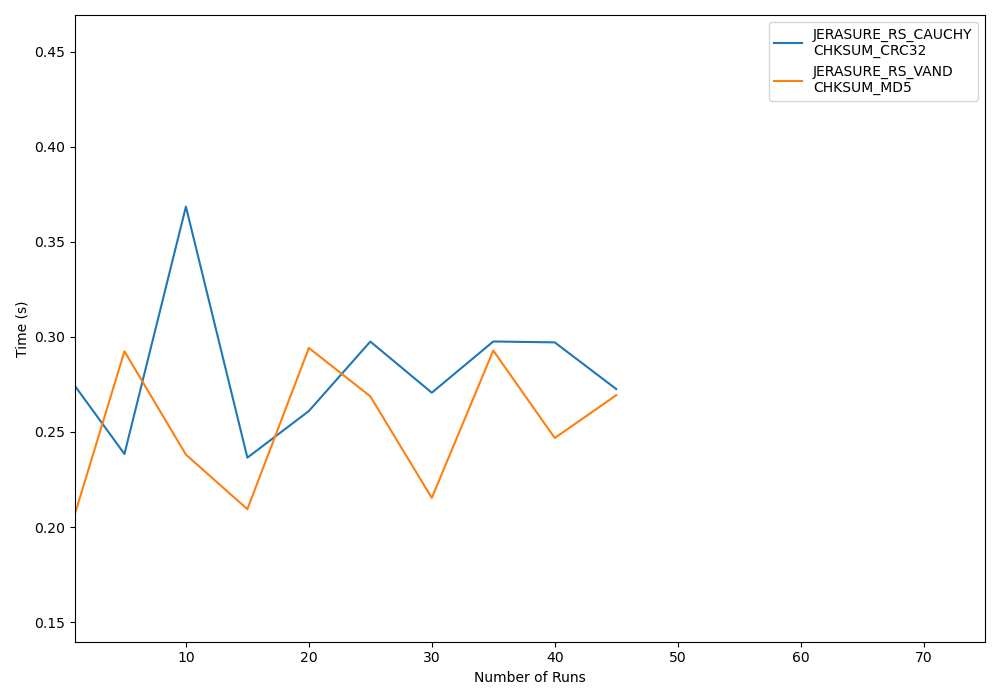 JERASURE_RS_CAUCHY
CHKSUM_CRC32
JERASURE_RS_VAND
CHKSUM_MD5
0.45
0.40
0.35
0.30
0.25
0.20
0.15
Time (s)
10 20 30 40 50 60 70
Number of Runs